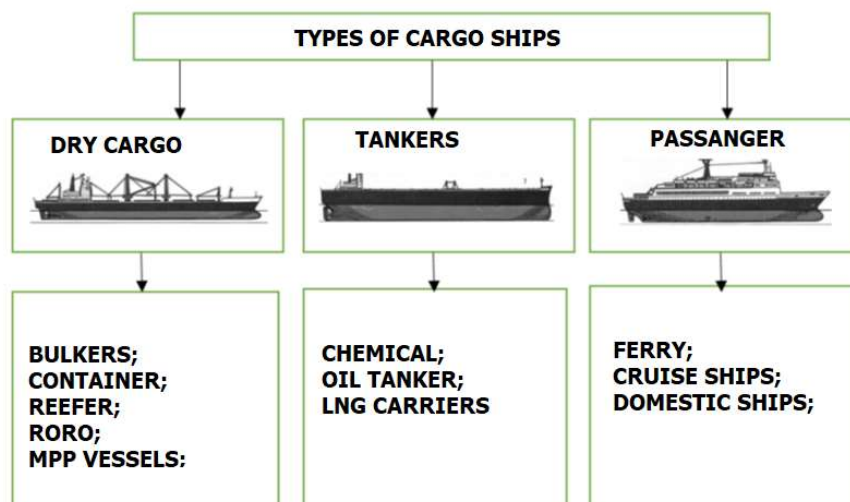 TYPES OF CARGO SHIPS
DRY CARGO
TANKERS
PASSANGER
BULKERS;
CONTAINER;
REEFER;
RORO;
MPP VESSELS;
CHEMICAL;
OIL TANKER;
LNG CARRIERS
FERRY;
CRUISE SHIPS;
DOMESTIC SHIPS;